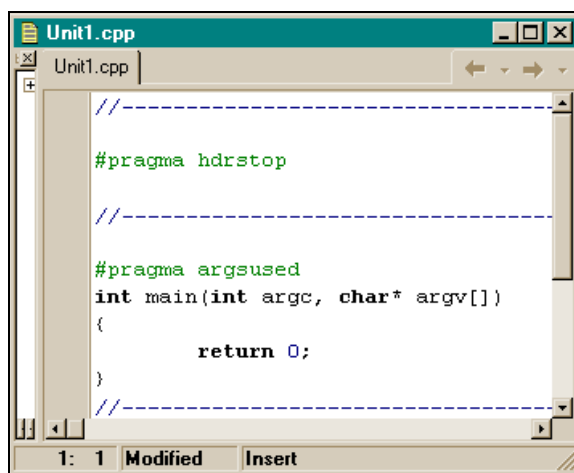 Unit1.cpp
Unit1.cpp
//-----------------------------------
#pragma hdrstop
//-----------------------------------
#pragma argsused
int main(int argc, char* argv[])
{
return 0;
}
//-----------------------------------
1: 1 Modified Insert